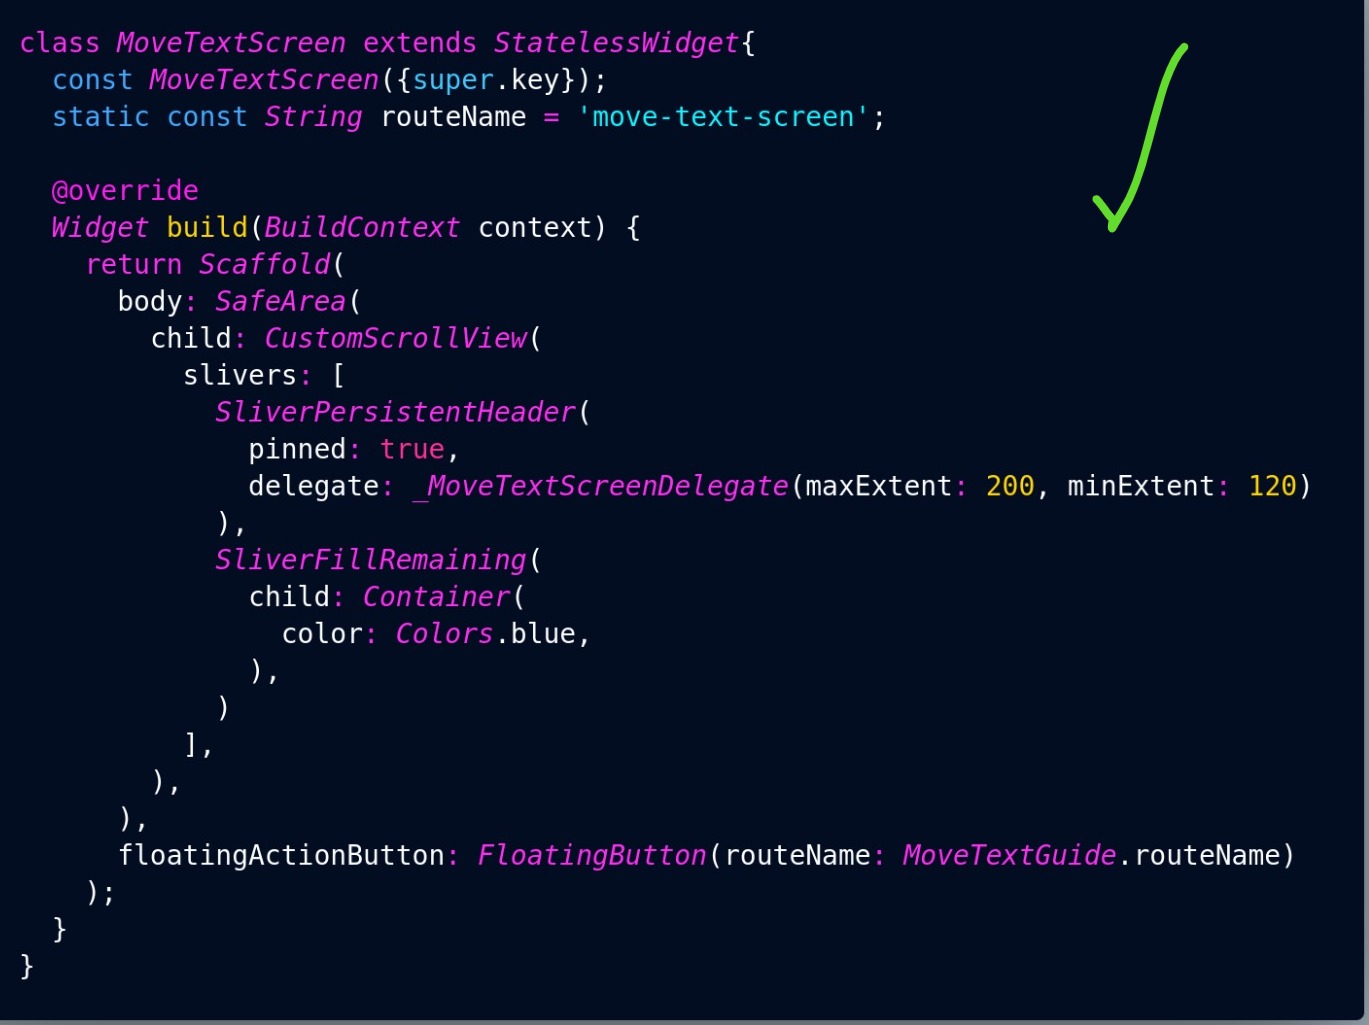 class MoveTextScreen extends StatelessWidget{
  const MoveTextScreen({super.key});
  static const String routeName = 'move-text-screen';

  @override
  Widget build(BuildContext context) {
    return Scaffold(
      body: SafeArea(
        child: CustomScrollView(
          slivers: [
            SliverPersistentHeader(
              pinned: true,
              delegate: _MoveTextScreenDelegate(maxExtent: 200, minExtent: 120)
            ),
            SliverFillRemaining(
              child: Container(
                color: Colors.blue,
              ),
            )
          ],
        ),
      ),
      floatingActionButton: FloatingButton(routeName: MoveTextGuide.routeName)
    );
  }
}